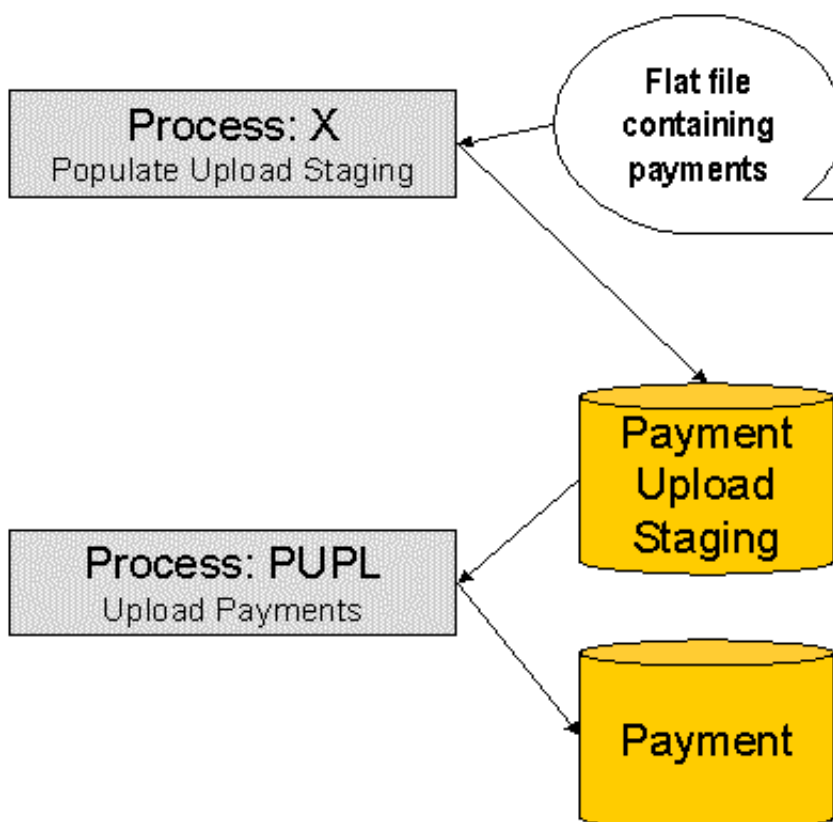 Process: X
Populate Upload Staging
Flat file
containing
payments
Payment
Upload
Staging
Process: PUPL
Upload Payments
Payment